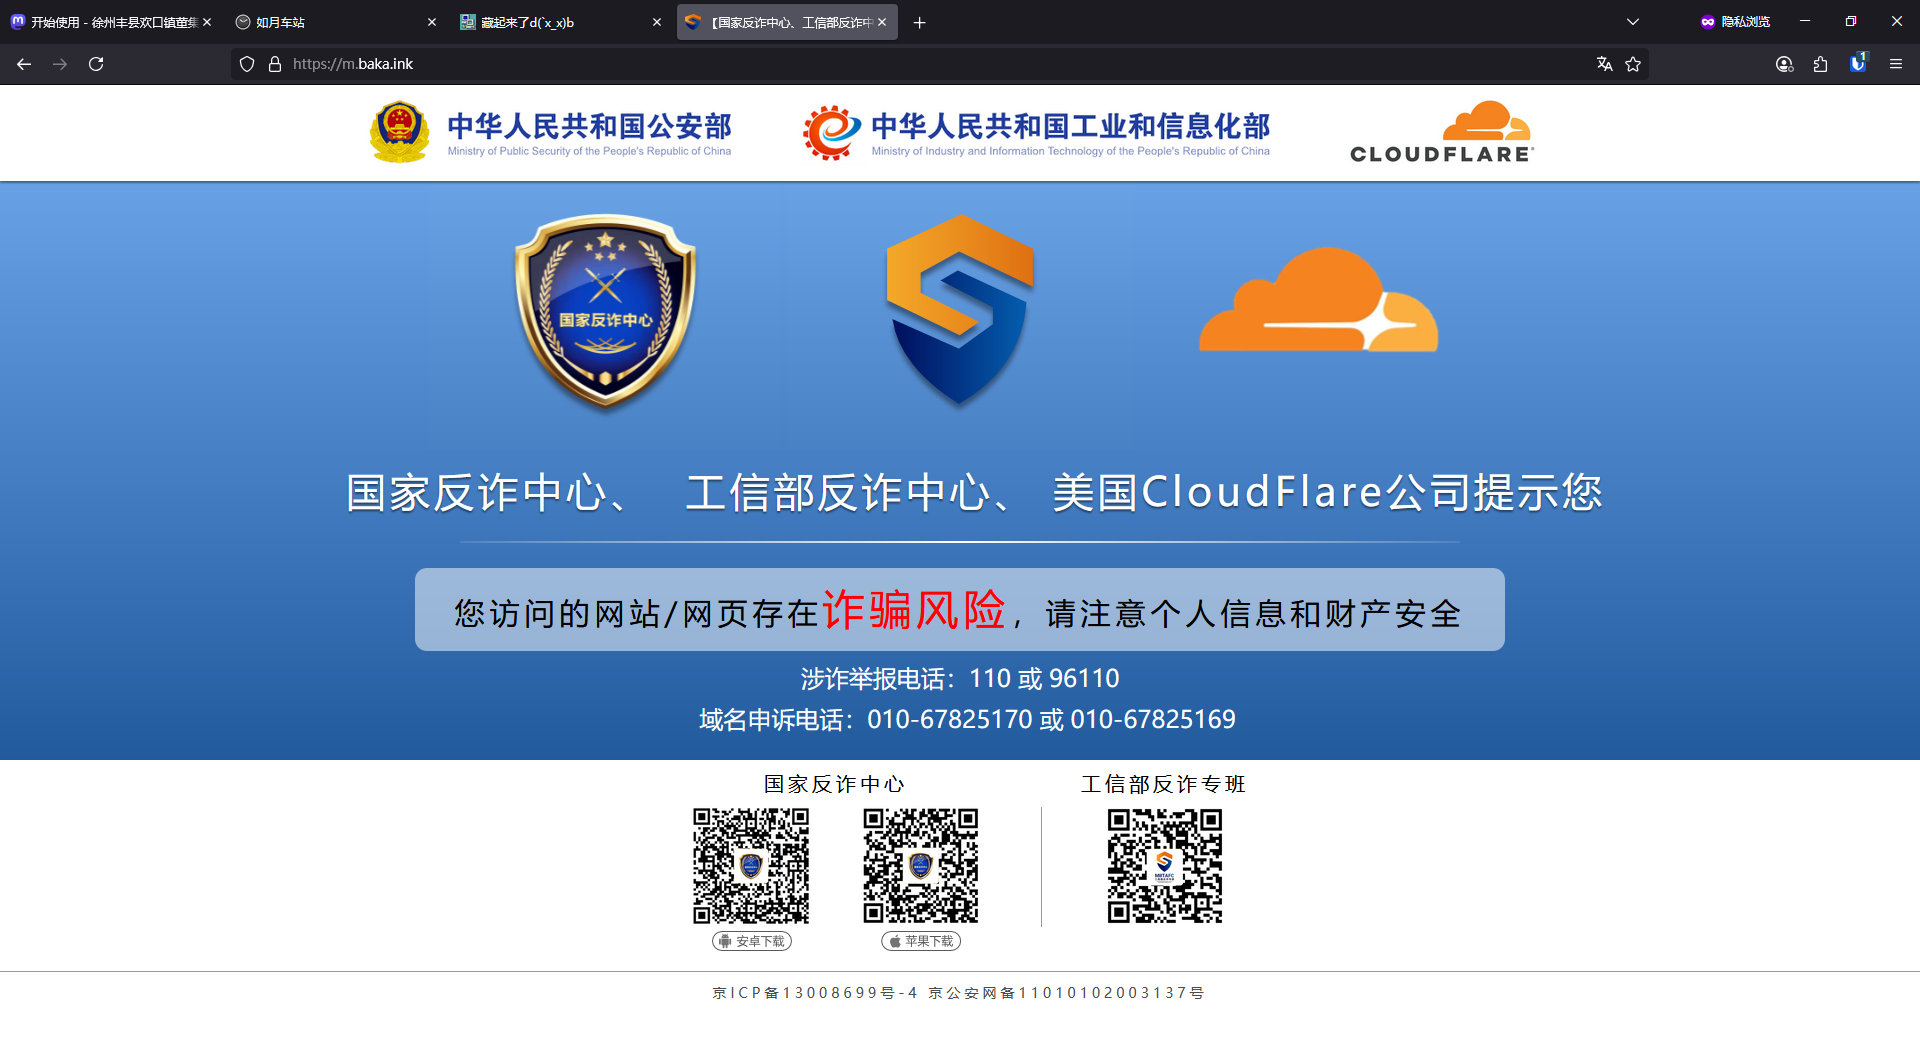 开始使用 - 徐州丰县欢口镇董集
如月车站
藏起来了d(`x_x)b
【国家反诈中心、工信部反诈中
隐私浏览
https://m.baka.ink
1
中华人民共和国公安部
Ministry of Public Security of the People's Republic of China
中华人民共和国工业和信息化部
Ministry of Industry and Information Technology of the People's Republic of China
CLOUDFLARE
国家反诈中心
国家反诈中心、 工信部反诈中心、 美国CloudFlare公司提示您
您访问的网站/网页存在诈骗风险，请注意个人信息和财产安全
涉诈举报电话：110 或 96110
域名申诉电话：010-67825170 或 010-67825169
国家反诈中心
工信部反诈专班
安卓下载
苹果下载
京ICP备13008699号-4 京公安网备11010102003137号